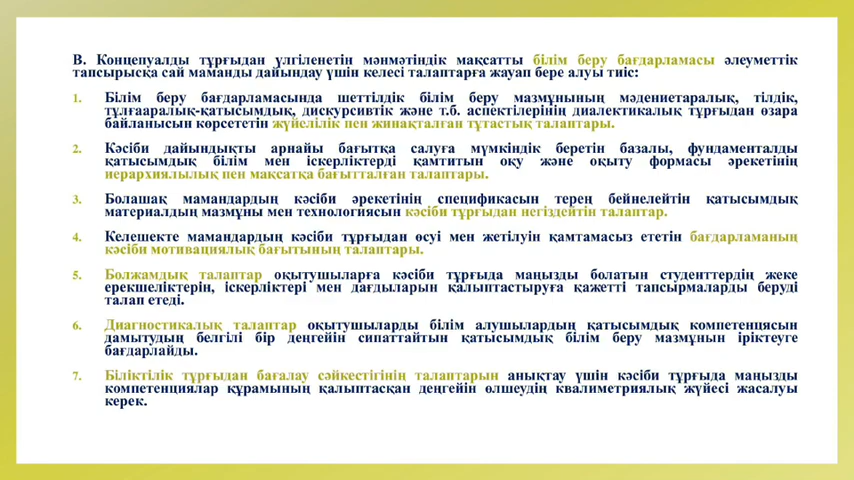 В. Концепуалды тұрғыдан үлгіленетін мәнмәтіндік мақсатты білім беру бағдарламасы әлеуметтік
тапсырысқа сай маманды дайындау үшін келесі талаптарға жауап бере алуы тиіс:
1. Білім беру бағдарламасында шеттілдік білім беру мазмұнының мәдениетаралық, тілдік,
тұлғааралық-қатысымдық, дискурсивтік және т.б. аспектілерінің диалектикалық тұрғыдан өзара
байланысын көрсететін жүйелілік пен жинақталған тұтастық талаптары.
2. Кәсіби дайындықты арнайы бағытқа салуға мүмкіндік беретін базалы, фундаменталды
қатысымдық білім мен іскерліктерді қамтитын оқу және оқыту формасы әрекетінің
иерархиялылық пен мақсатқа бағытталған талаптары.
3. Болашақ мамандардың кәсіби әрекетінің спецификасын терең бейнелейтін қатысымдық
материалдың мазмұны мен технологиясын кәсіби тұрғыдан негіздейтін талаптар.
4. Келешекте мамандардың кәсіби тұрғыдан өсуі мен жетілуін қамтамасыз ететін бағдарламаның
кәсіби мотивациялық бағытының талаптары.
5. Болжамдық талаптар оқытушыларға кәсіби тұрғыда маңызды болатын студенттердің жеке
ерекшеліктерін, іскерліктері мен дағдыларын қалыптастыруға қажетті тапсырмаларды беруді
талап етеді.
6. Диагностикалық талаптар оқытушыларды білім алушылардың қатысымдық компетенциясын
дамытудың белгілі бір деңгейін сипаттайтын қатысымдық білім беру мазмұнын іріктеуге
бағдарлайды.
7. Біліктілік тұрғыдан бағалау сәйкестігінің талаптарын анықтау үшін кәсіби тұрғыда маңызды
компетенциялар құрамының қалыптасқан деңгейін өлшеудің квалиметриялық жүйесі жасалуы
керек.